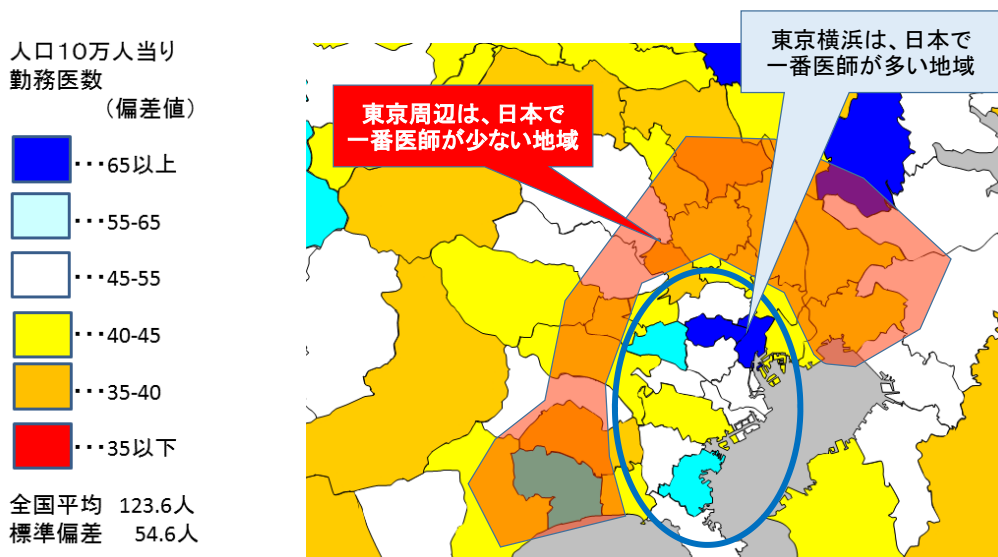 人口１０万人当り
勤務医数
（偏差値）
･･･65以上
･･･55-65
･･･45-55
･･･40-45
･･･35-40
･･･35以下
全国平均 123.6人
標準偏差 54.6人
東京周辺は、日本で
一番医師が少ない地域
東京横浜は、日本で
一番医師が多い地域